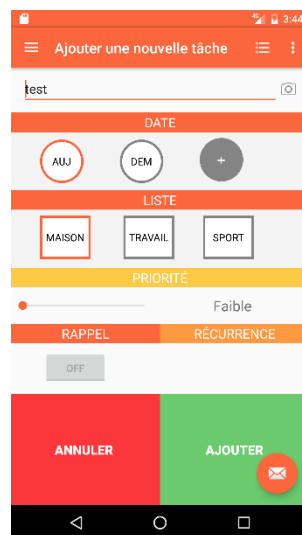 3:44
Ajouter une nouvelle tâche
test
DATE
AUJ DEM +
LISTE
MAISON TRAVAIL SPORT
PRIORITÉ
Faible
RAPPEL RÉCURRENCE
OFF
ANNULER AJOUTER